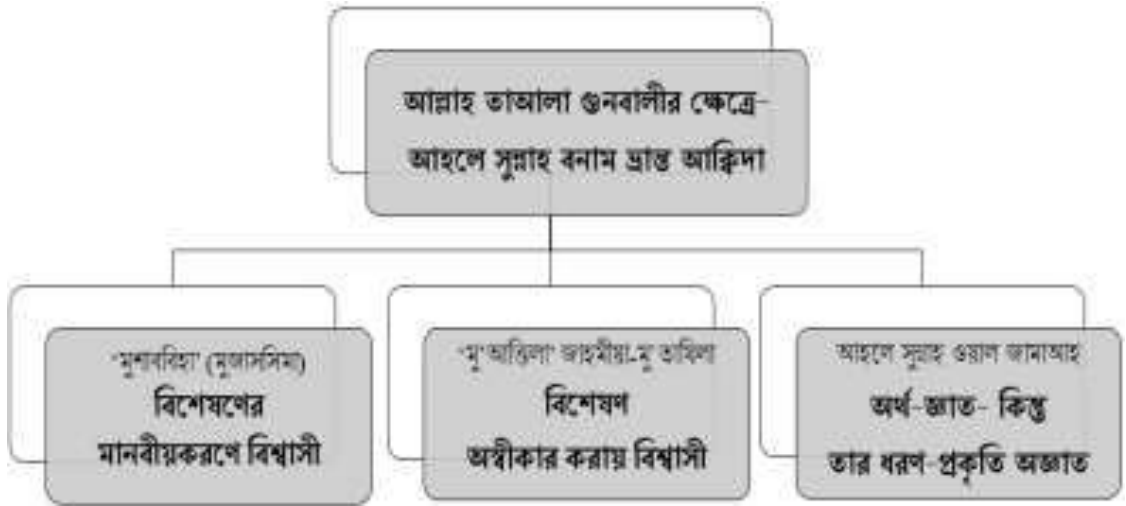 আল্লাহ তাআলা গুনবালীর ক্ষেত্রে-
আহলে সুন্নাহ বনাম ভ্রান্ত আক্বিদা
‘মুশাববিহা’ (মুজাসসিমা)
বিশেষণের
মানবীয়করণে বিশ্বাসী
‘মু‘আত্তিলা’ জাহমীয়া-মু‘তাযিলা
বিশেষণ
অস্বীকার করায় বিশ্বাসী
আহলে সুন্নাহ ওয়াল জামাআহ
অর্থ-জ্ঞাত- কিন্তু
তার ধরণ-প্রকৃতি অজ্ঞাত